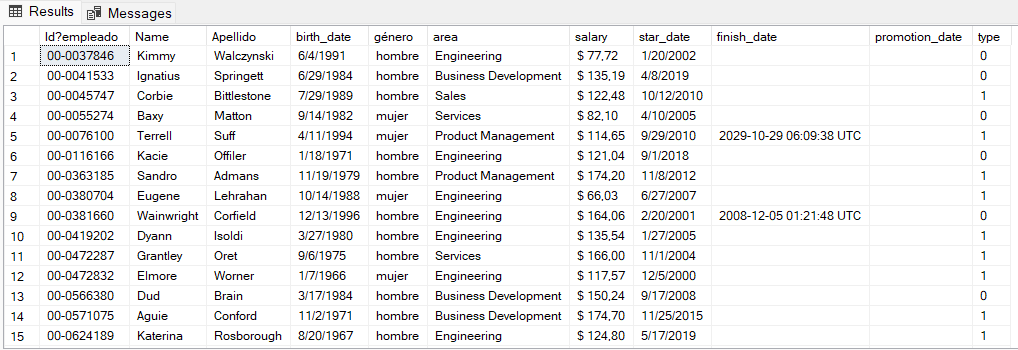 Results Messages
Id?empleado Name Apellido birth_date género area salary star_date finish_date promotion_date type
1 00-0037846 Kimmy Walczynski 6/4/1991 hombre Engineering $ 77,72 1/20/2002 0
2 00-0041533 Ignatius Springett 6/29/1984 hombre Business Development $ 135,19 4/8/2019 0
3 00-0045747 Corbie Bittlestone 7/29/1989 hombre Sales $ 122,48 10/12/2010 1
4 00-0055274 Baxy Matton 9/14/1982 mujer Services $ 82,10 4/10/2005 0
5 00-0076100 Terrell Suff 4/11/1994 mujer Product Management $ 114,65 9/29/2010 2029-10-29 06:09:38 UTC 1
6 00-0116166 Kacie Offiler 1/18/1971 hombre Engineering $ 121,04 9/1/2018 0
7 00-0363185 Sandro Admans 11/19/1979 hombre Product Management $ 174,20 11/8/2012 1
8 00-0380704 Eugene Lehrahan 10/14/1988 mujer Engineering $ 66,03 6/27/2007 1
9 00-0381660 Wainwright Corfield 12/13/1996 hombre Engineering $ 164,06 2/20/2001 2008-12-05 01:21:48 UTC 0
10 00-0419202 Dyann Isoldi 3/27/1980 hombre Engineering $ 135,54 1/27/2005 1
11 00-0472287 Grantley Oret 9/6/1975 hombre Services $ 166,00 11/1/2004 1
12 00-0472832 Elmore Worner 1/7/1966 mujer Engineering $ 117,57 12/5/2000 1
13 00-0566380 Dud Brain 3/17/1984 hombre Business Development $ 150,24 9/17/2008 0
14 00-0571075 Aguie Conford 11/2/1971 hombre Business Development $ 174,70 11/25/2015 1
15 00-0624189 Katerina Rosborough 8/20/1967 hombre Engineering $ 124,80 5/17/2019 1